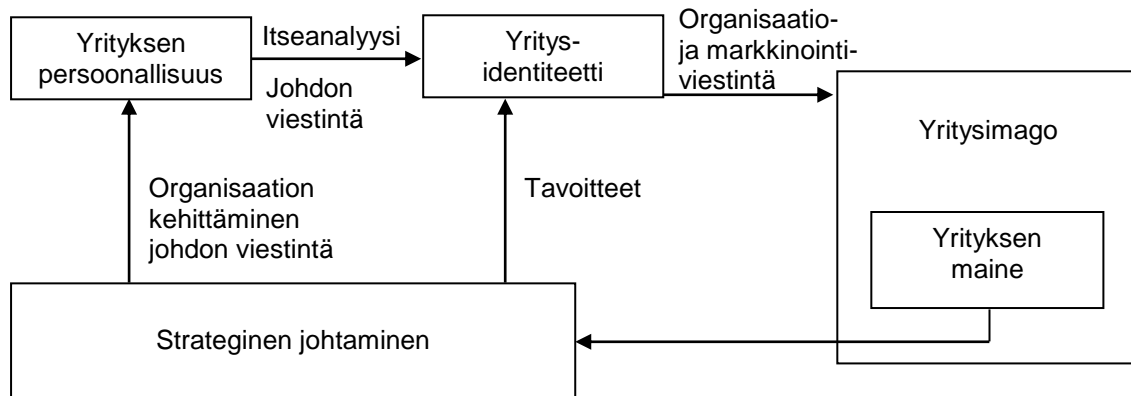 Yrityksen
persoonallisuus
Itseanalyysi
Johdon
viestintä
Yritys-
identiteetti
Organisaatio-
ja markkinointi-
viestintä
Yritysimago
Yrityksen
maine
Organisaation
kehittäminen
johdon viestintä
Tavoitteet
Strateginen johtaminen